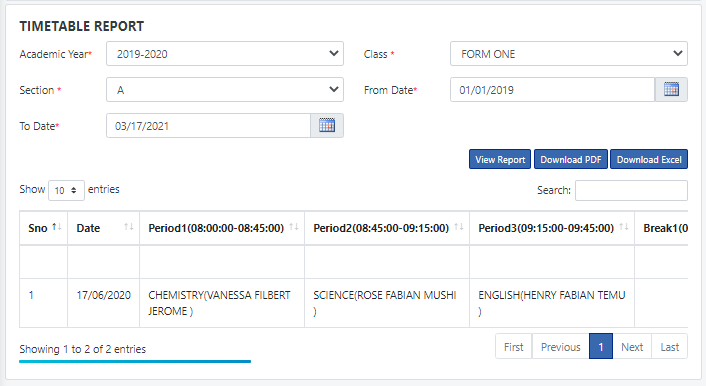 TIMETABLE REPORT
Academic Year* 2019-2020 Class * FORM ONE
Section * A From Date* 01/01/2019
To Date* 03/17/2021
View Report Download PDF Download Excel
Show 10 entries Search:
Sno Date Period1(08:00:00-08:45:00) Period2(08:45:00-09:15:00) Period3(09:15:00-09:45:00) Break1(0
1 17/06/2020 CHEMISTRY(VANESSA FILBERT SCIENCE(ROSE FABIAN MUSHI ENGLISH(HENRY FABIAN TEMU
JEROME ) ) )
Showing 1 to 2 of 2 entries
First Previous 1 Next Last